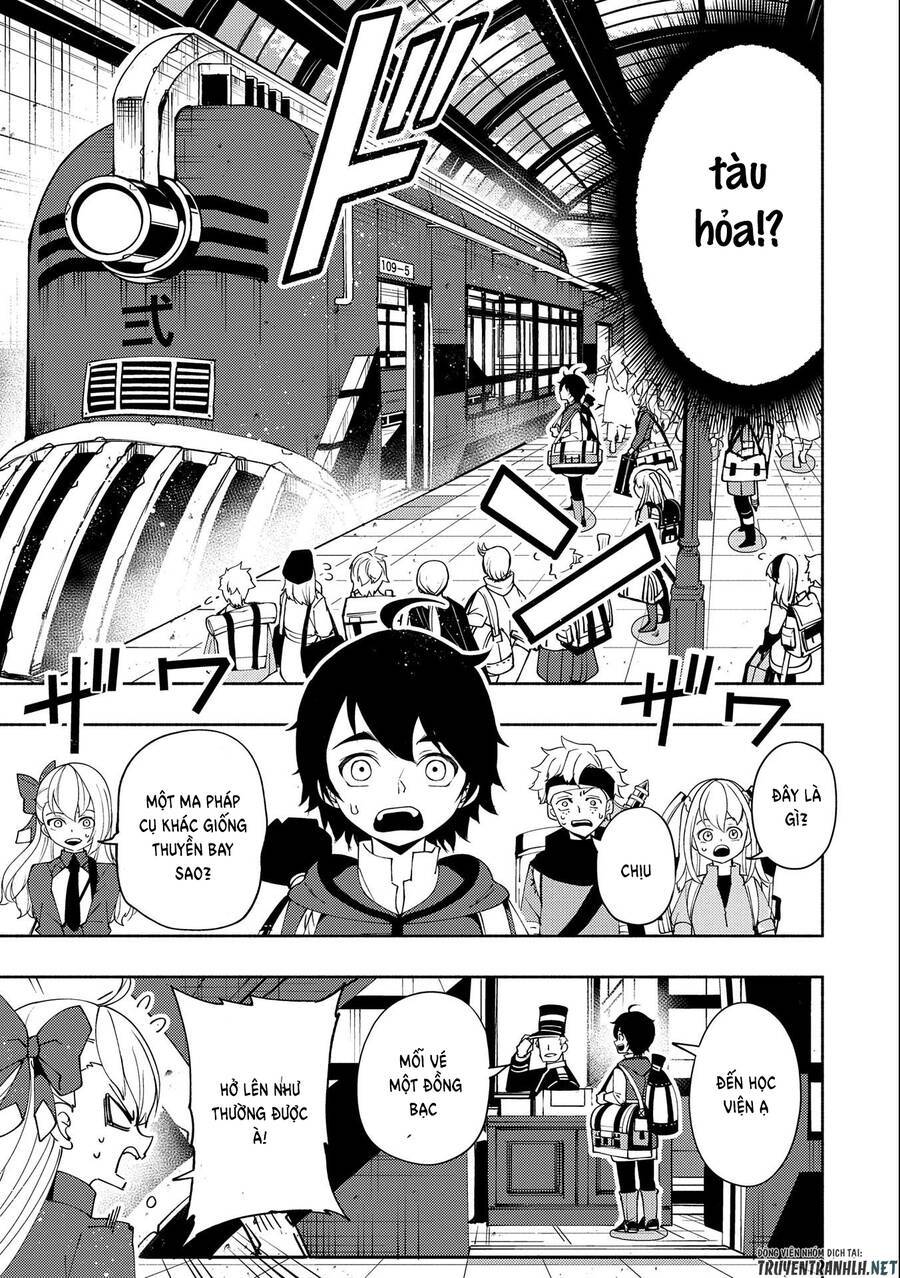 tàu
hỏa!?
ド
ン
109-5
弐
ザワ
ザワ
ĐÂY LÀ
GÌ?
CHỊU
MỘT MA PHÁP
CỤ KHÁC GIỐNG
THUYỀN BAY
SAO?
ĐẾN HỌC
VIỆN Ạ
MỖI VÉ
MỘT ĐỒNG
BẠC
HỞ LÊN NHƯ
THƯỜNG ĐƯỢC
À!
ĐỘNG VIÊN NHÓM DỊCH TẠI:
TRUYENTRANHLH.NET